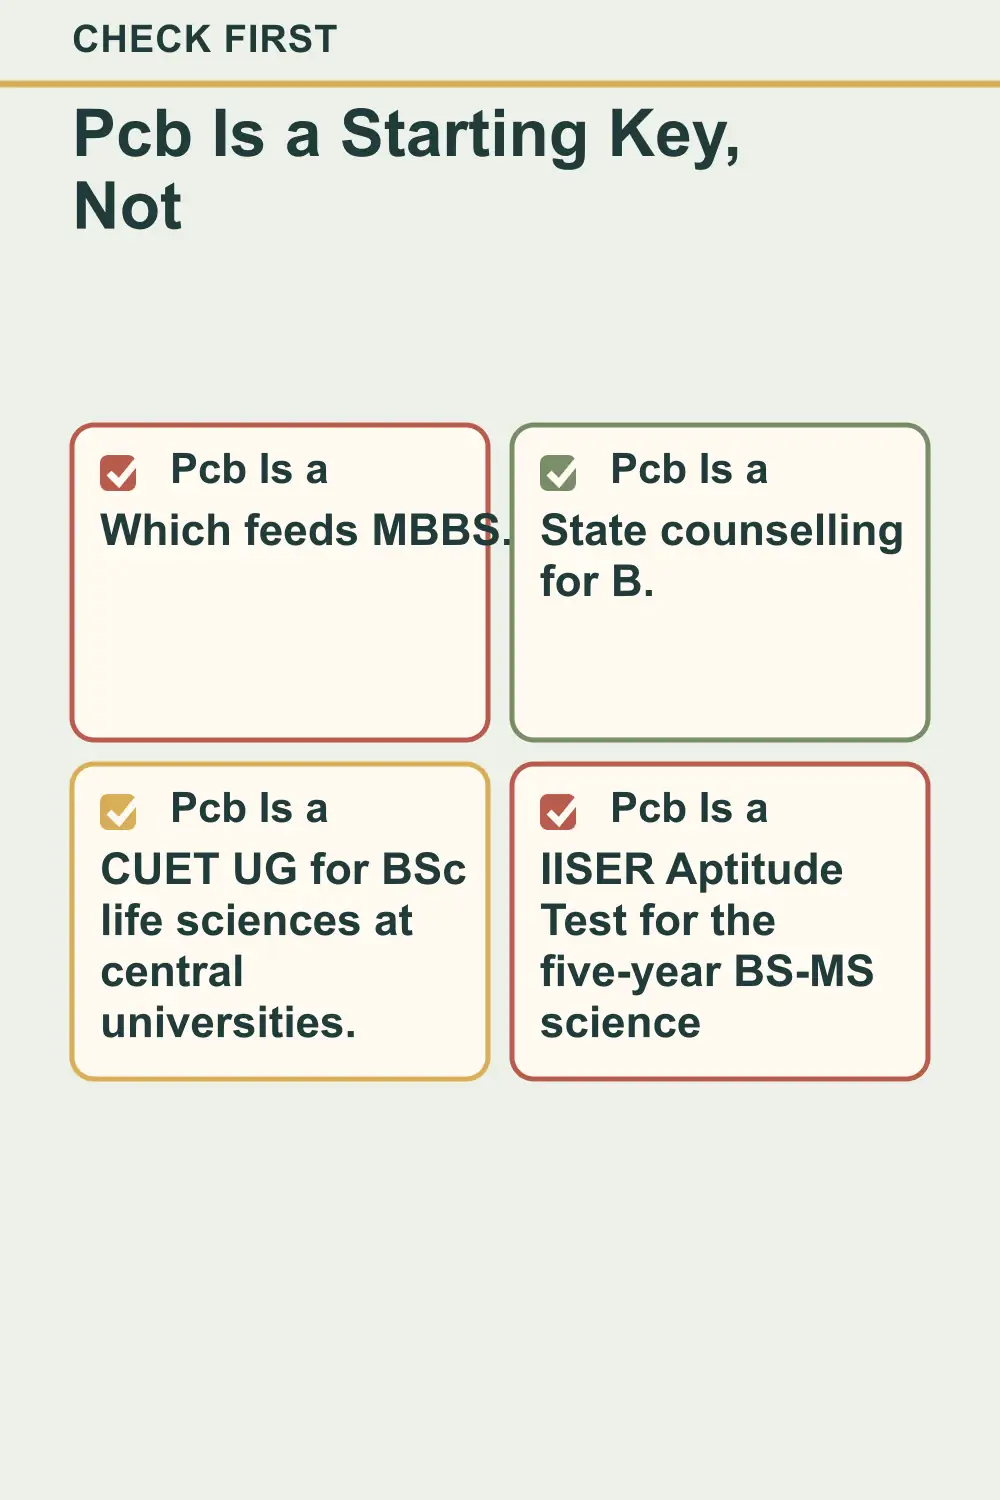 CHECK FIRST
Pcb Is a Starting Key,
Not
Pcb Is a
Which feeds MBBS.
Pcb Is a
State counselling
for B.
Pcb Is a
CUET UG for BSc
life sciences at
central
universities.
Pcb Is a
IISER Aptitude
Test for the
five-year BS-MS
science